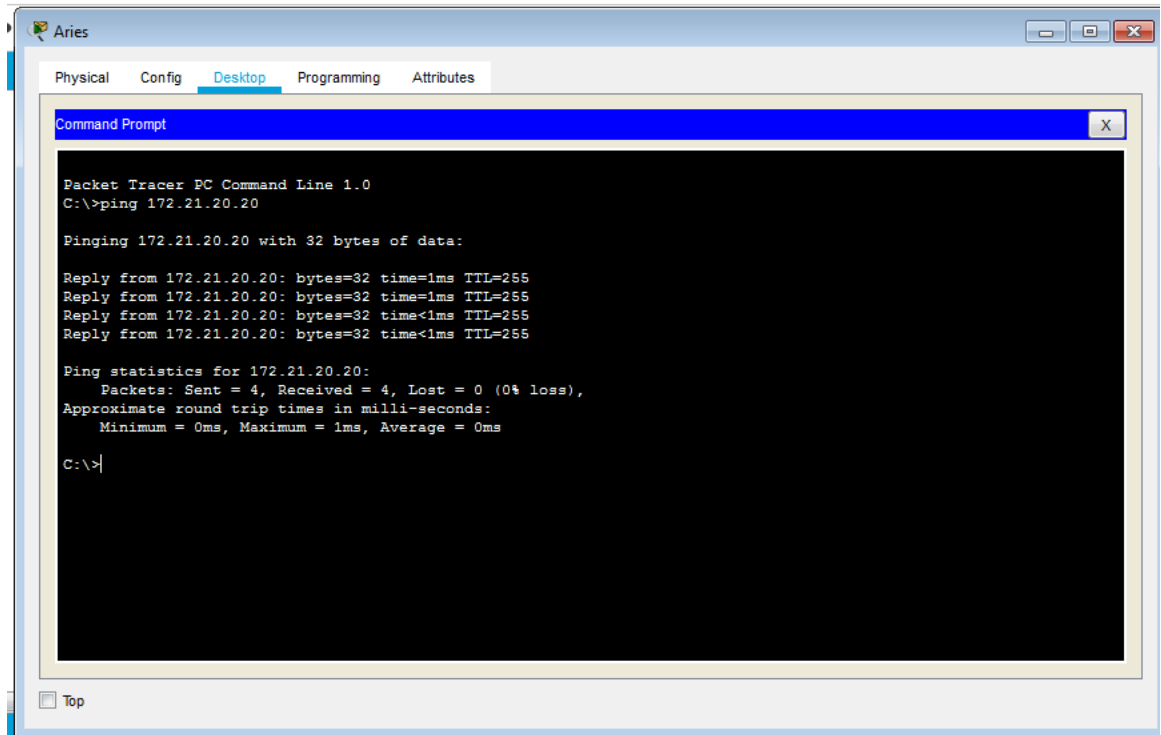 Aries
Physical Config Desktop Programming Attributes
Command Prompt X
Packet Tracer PC Command Line 1.0
C:\>ping 172.21.20.20
Pinging 172.21.20.20 with 32 bytes of data:
Reply from 172.21.20.20: bytes=32 time=1ms TTL=255
Reply from 172.21.20.20: bytes=32 time=1ms TTL=255
Reply from 172.21.20.20: bytes=32 time<1ms TTL=255
Reply from 172.21.20.20: bytes=32 time<1ms TTL=255
Ping statistics for 172.21.20.20:
Packets: Sent = 4, Received = 4, Lost = 0 (0% loss),
Approximate round trip times in milli-seconds:
Minimum = 0ms, Maximum = 1ms, Average = 0ms
C:\>
Top